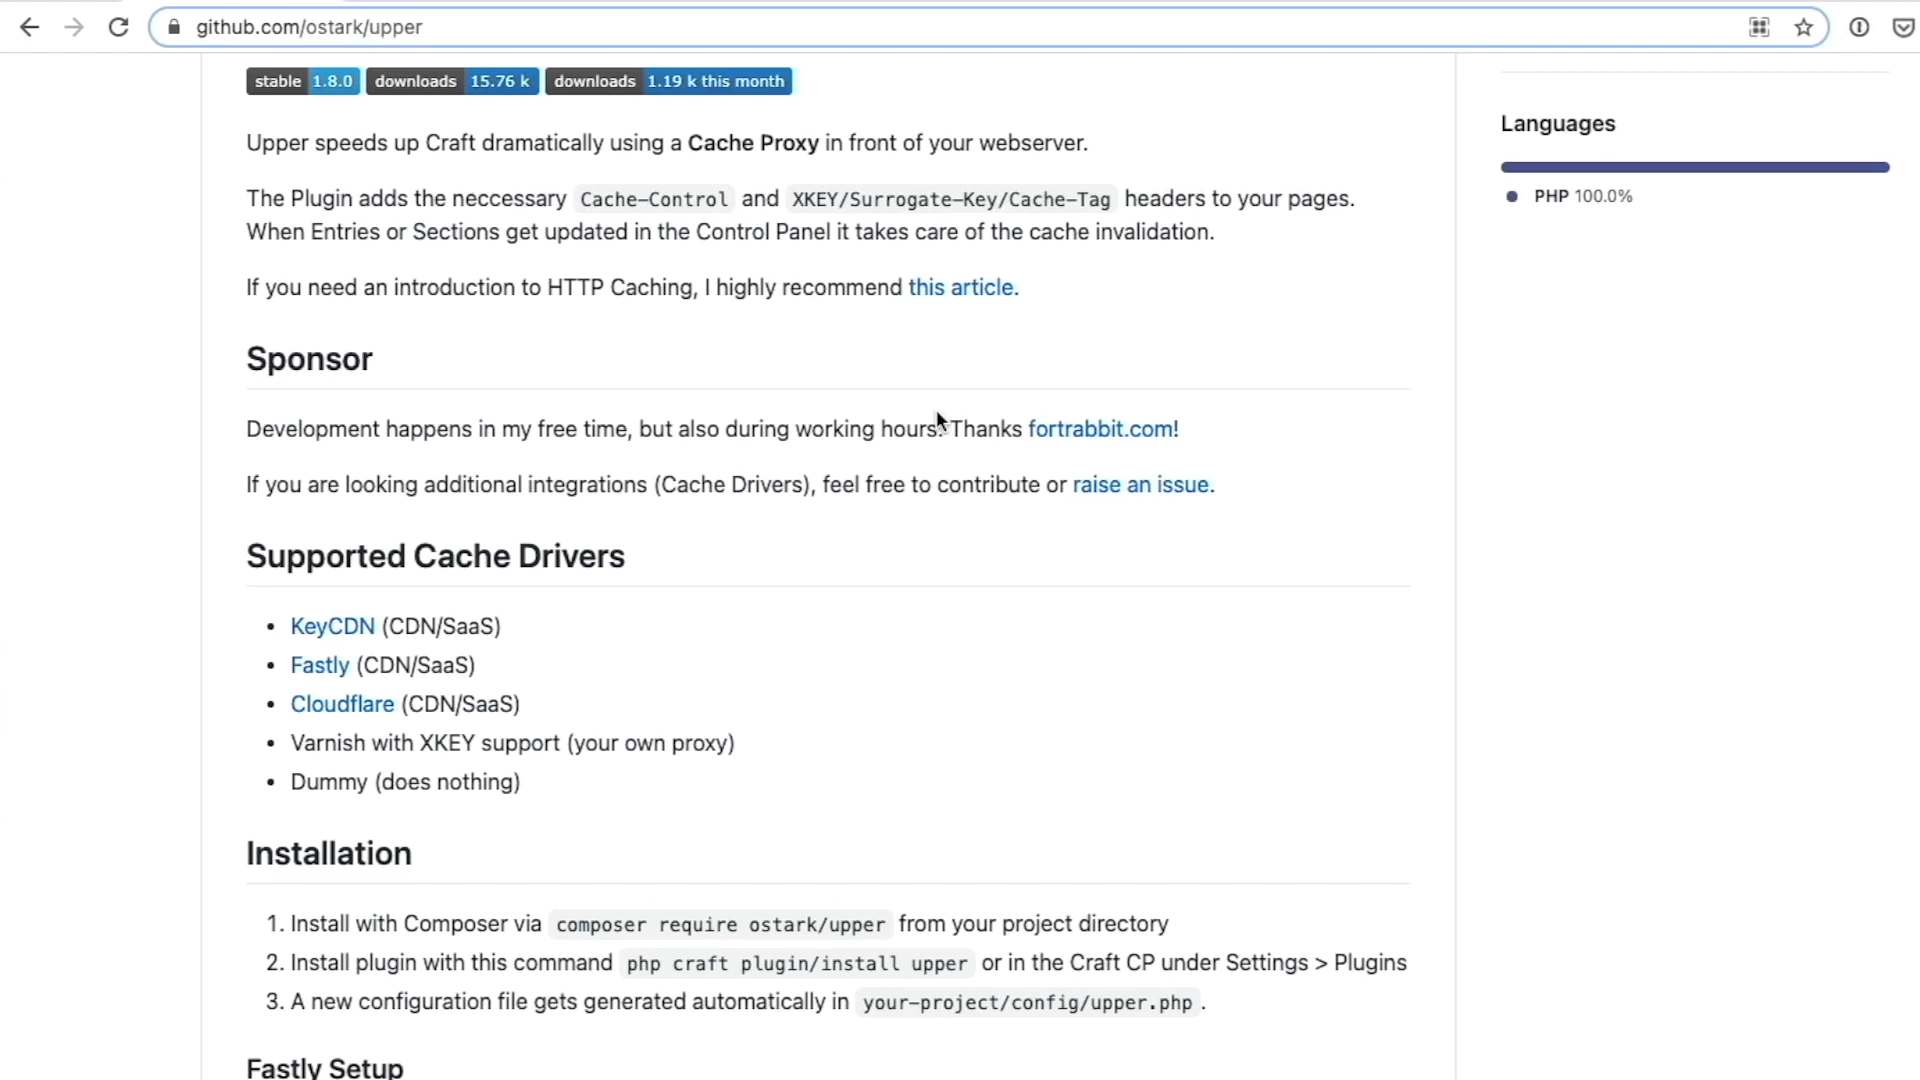 github.com/ostark/upper
stable 1.8.0 downloads 15.76 k downloads 1.19 k this month
Upper speeds up Craft dramatically using a Cache Proxy in front of your webserver.
The Plugin adds the neccessary Cache-Control and XKEY/Surrogate-Key/Cache-Tag headers to your pages.
When Entries or Sections get updated in the Control Panel it takes care of the cache invalidation.
If you need an introduction to HTTP Caching, I highly recommend this article.
Sponsor
Development happens in my free time, but also during working hours. Thanks fortrabbit.com!
If you are looking additional integrations (Cache Drivers), feel free to contribute or raise an issue.
Supported Cache Drivers
• KeyCDN (CDN/SaaS)
• Fastly (CDN/SaaS)
• Cloudflare (CDN/SaaS)
• Varnish with XKEY support (your own proxy)
• Dummy (does nothing)
Installation
1. Install with Composer via composer require ostark/upper from your project directory
2. Install plugin with this command php craft plugin/install upper or in the Craft CP under Settings > Plugins
3. A new configuration file gets generated automatically in your-project/config/upper.php .
Fastly Setup
Languages
PHP 100.0%